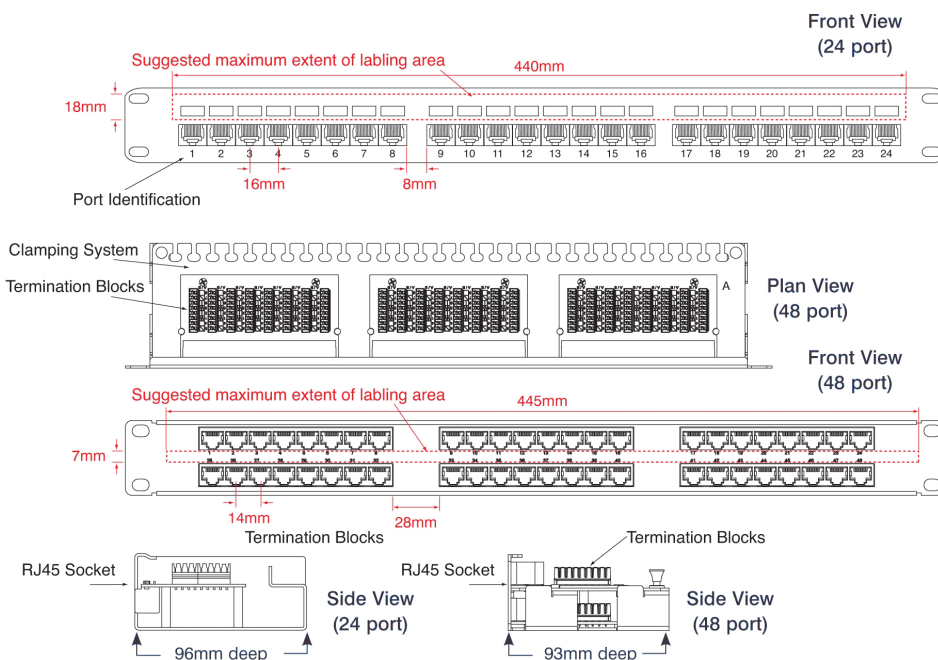 Front View
(24 port)
Suggested maximum extent of labling area
440mm
18mm
1 2 3 4 5 6 7 8 9 10 11 12 13 14 15 16 17 18 19 20 21 22 23 24
16mm
8mm
Port Identification
Clamping System
Termination Blocks
A
Plan View
(48 port)
Front View
(48 port)
Suggested maximum extent of labling area
445mm
7mm
14mm
28mm
Termination Blocks
RJ45 Socket
Side View
(24 port)
96mm deep
Termination Blocks
RJ45 Socket
Side View
(48 port)
93mm deep